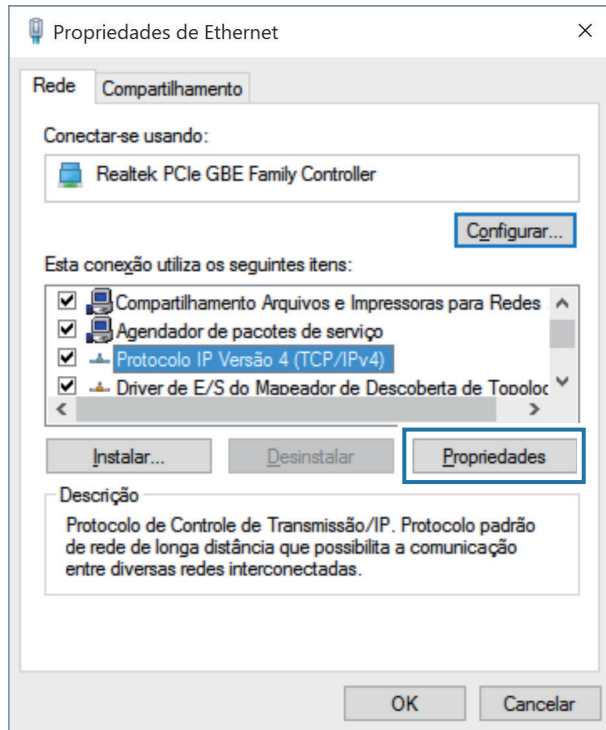 Propriedades de Ethernet
Rede
Compartilhamento
Conectar-se usando:
Realtek PCIe GBE Family Controller
Configurar...
Esta conexão utiliza os seguintes itens:
Compartilhamento Arquivos e Impressoras para Redes
Agendador de pacotes de serviço
Protocolo IP Versão 4 (TCP/IPv4)
Driver de E/S do Mapeador de Descoberta de Topoloc
Instalar...
Desinstalar
Propriedades
Descrição
Protocolo de Controle de Transmissão/IP. Protocolo padrão
de rede de longa distância que possibilita a comunicação
entre diversas redes interconectadas.
OK
Cancelar